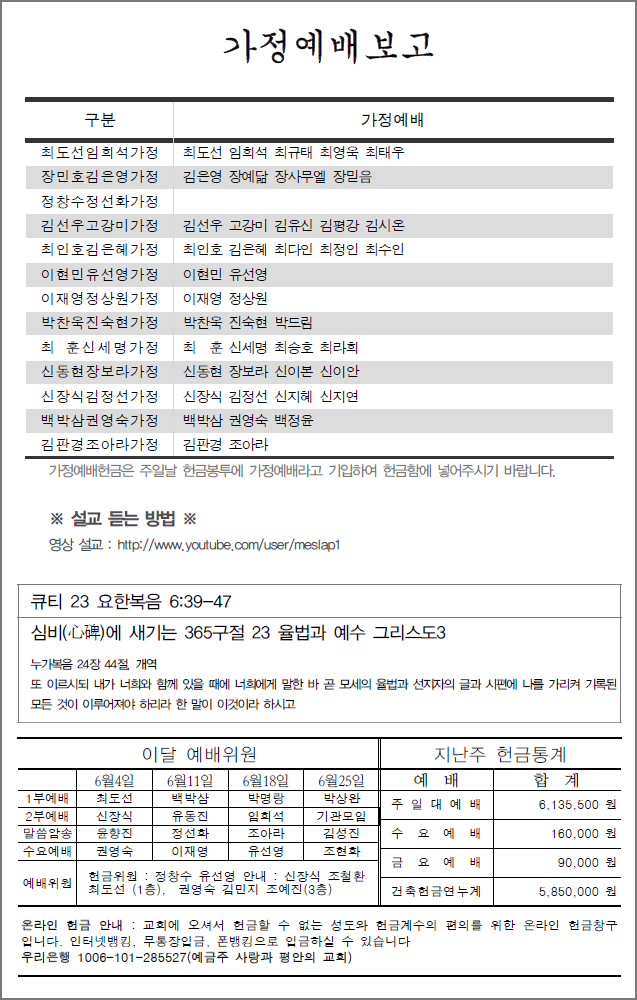 가정예배보고
구분 가정예배
최도선임희석가정 최도선 임희석 최규태 최영욱 최태우
장민호김은영가정 김은영 장예닮 장사무엘 장믿음
정창수정선화가정
김선우고강미가정 김선우 고강미 김유신 김평강 김시온
최인호김은혜가정 최인호 김은혜 최다인 최정인 최수인
이현민유선영가정 이현민 유선영
이재영정상원가정 이재영 정상원
박찬욱진숙현가정 박찬욱 진숙현 박드림
최 훈신세명가정 최 훈 신세명 최승호 최라희
신동현장보라가정 신동현 장보라 신이본 신이안
신장식김정선가정 신장식 김정선 신지혜 신지연
백박삼권영숙가정 백박삼 권영숙 백정윤
김판경조아라가정 김판경 조아라
가정예배헌금은 주일날 헌금봉투에 가정예배라고 기입하여 헌금함에 넣어주시기 바랍니다.
※ 설교 듣는 방법 ※
영상 설교 : http://www.youtube.com/user/meslap1
큐티 23 요한복음 6:39-47
심비(心碑)에 새기는 365구절 23 율법과 예수 그리스도3
누가복음 24장 44절, 개역
또 이르시되 내가 너희와 함께 있을 때에 너희에게 말한 바 곧 모세의 율법과 선지자의 글과 시편에 나를 가리켜 기록된
모든 것이 이루어져야 하리라 한 말이 이것이라 하시고
이달 예배위원
6월4일 6월11일 6월18일 6월25일
1부예배 최도선 백박삼 박명랑 박상완
2부예배 신장식 유동진 임희석 기관모임
말씀암송 윤향진 정선화 조아라 김성진
수요예배 권영숙 이재영 유선영 조현화
예배위원 헌금위원 : 정창수 유선영 안내 : 신장식 조철환
최도선 (1층), 권영숙 김민지 조예진(3층)
지난주 헌금통계
예 배 합 계
주 일 대 예 배 6,135,500 원
수 요 예 배 160,000 원
금 요 예 배 90,000 원
건축헌금연누계 5,850,000 원
온라인 헌금 안내 : 교회에 오셔서 헌금할 수 없는 성도와 헌금계수의 편의를 위한 온라인 헌금창구
입니다. 인터넷뱅킹, 무통장입금, 폰뱅킹으로 입금하실 수 있습니다
우리은행 1006-101-285527(예금주 사랑과 평안의 교회)